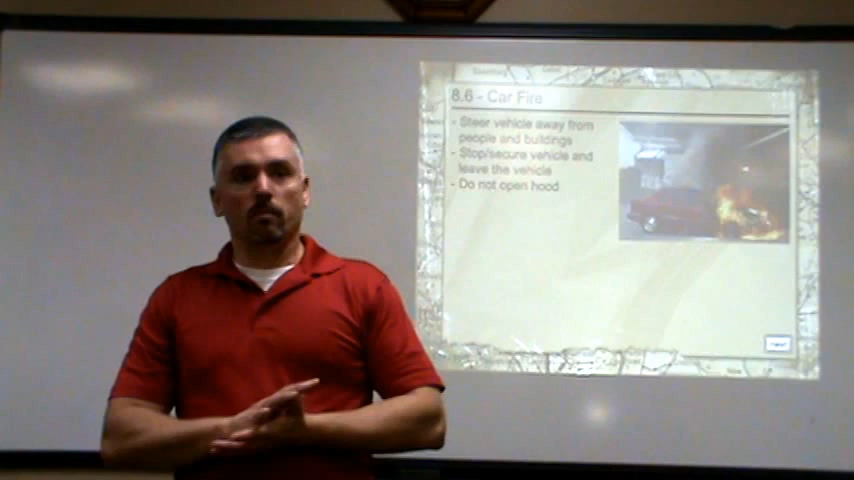 8.6 - Car Fire
- Steer vehicle away from
people and buildings
- Stop/secure vehicle and
leave the vehicle
- Do not open hood